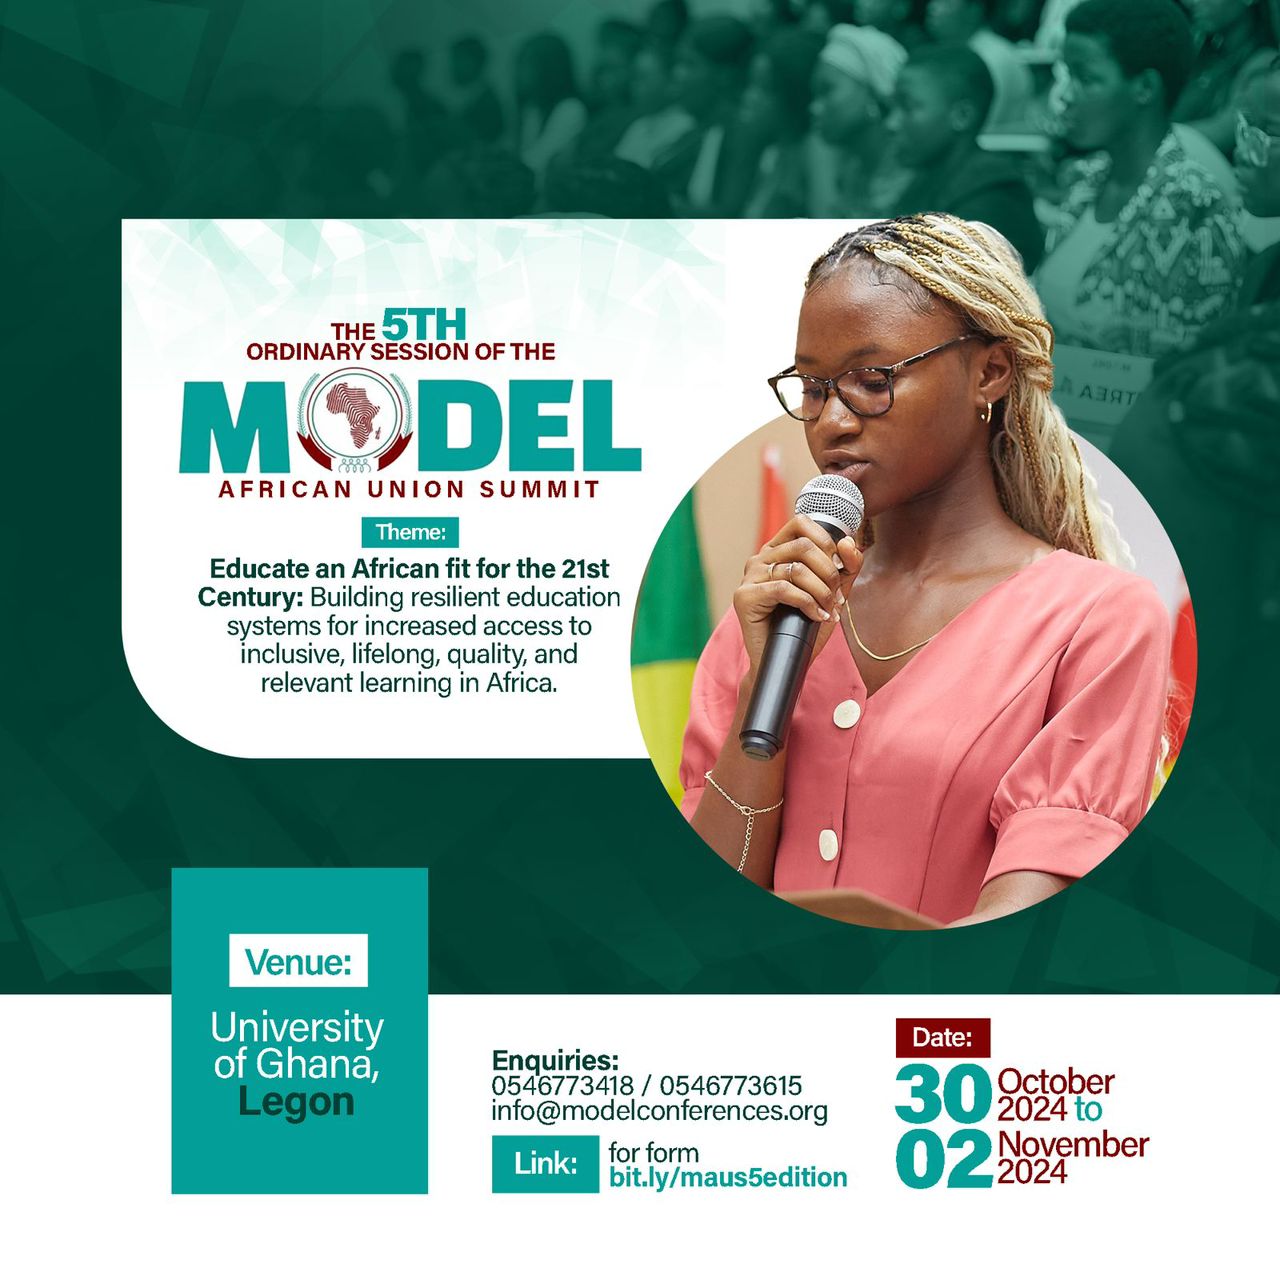 THE 5TH
ORDINARY SESSION OF THE
MODEL
AFRICAN UNION SUMMIT
Theme:
Educate an African fit for the 21st
Century: Building resilient education
systems for increased access to
inclusive, lifelong, quality, and
relevant learning in Africa.
Venue:
University
of Ghana,
Legon
Enquiries:
0546773418 / 0546773615
info@modelconferences.org
Link:
for form
bit.ly/maus5edition
Date:
30 October
2024 to
02 November
2024